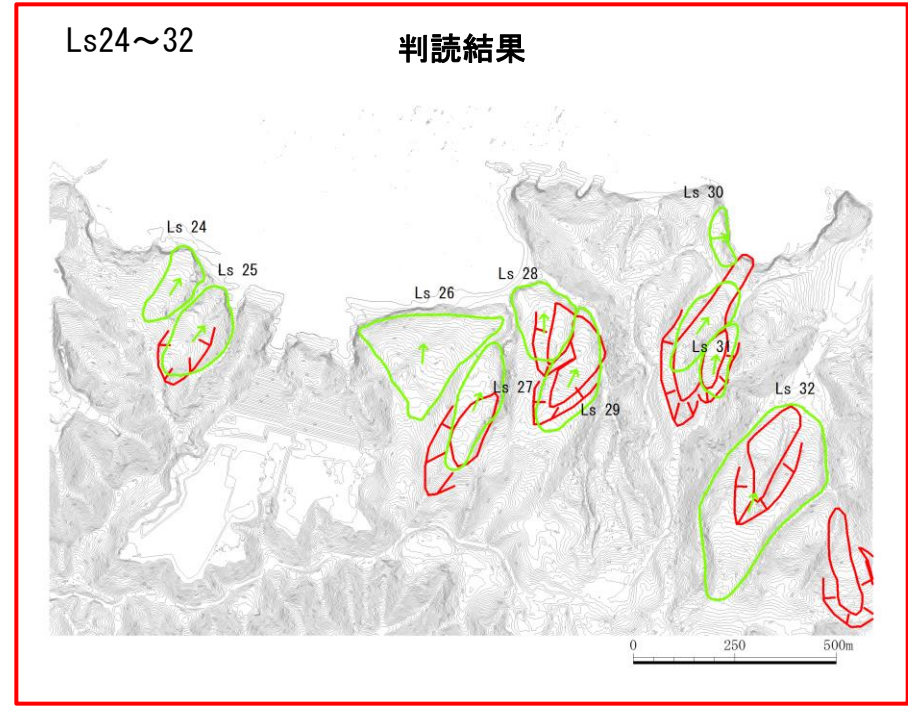 Ls24~32
判読結果
Ls 24
Ls 25
Ls 26
Ls 27
Ls 28
Ls 29
Ls 30
Ls 31
Ls 32
0 250 500m